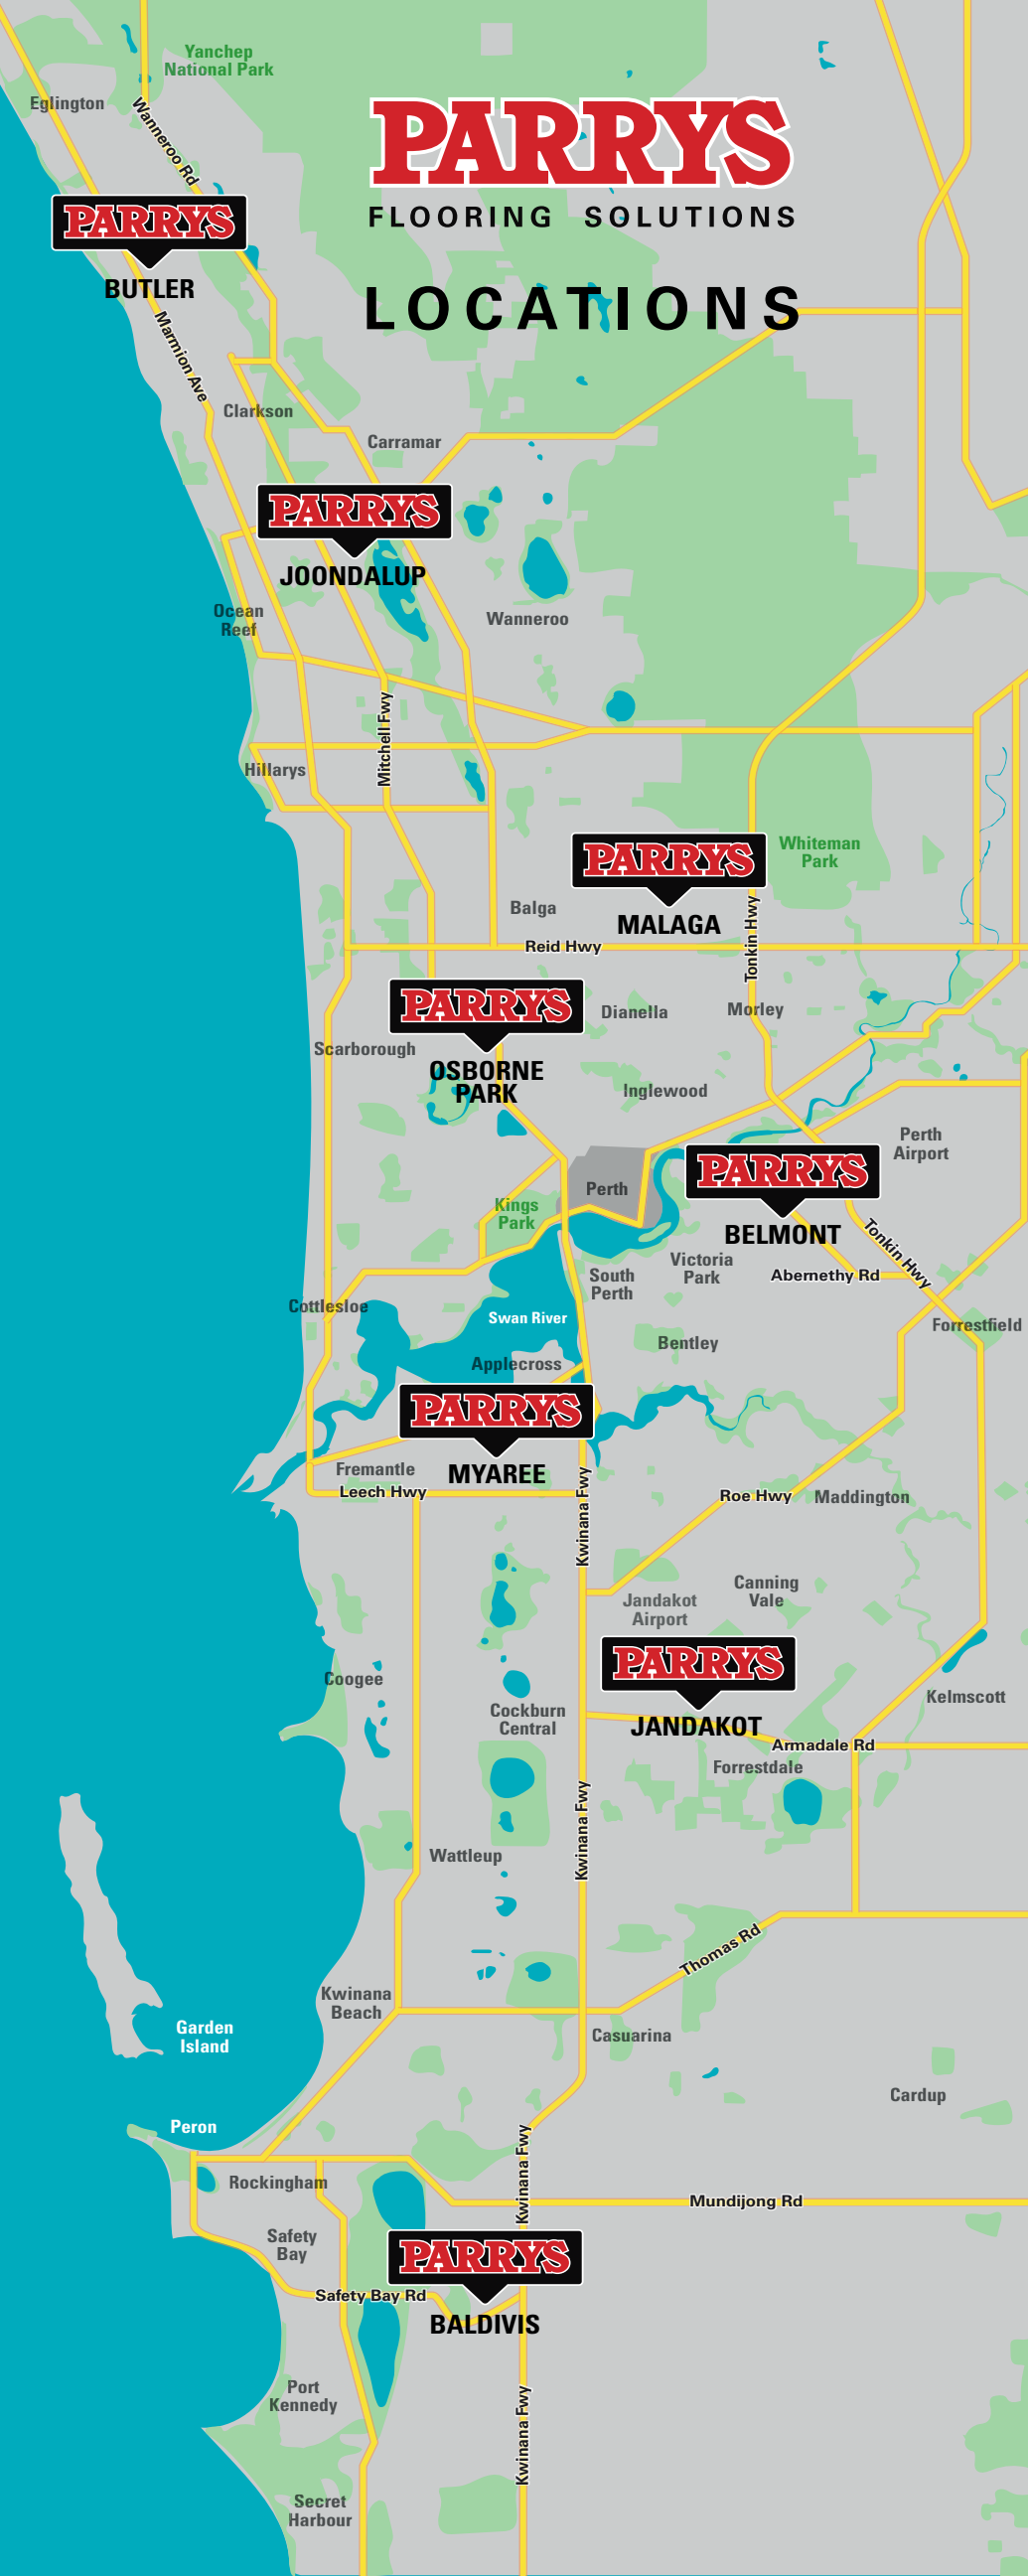 Yanchep
National Park
Eglington
Wanneroo Rd
PARRYS
FLOORING SOLUTIONS
LOCATIONS
PARRYS
BUTLER
Marmion Ave
Clarkson
Carramar
PARRYS
JOONDALUP
Ocean
Reef
Wanneroo
Mitchell Fwy
Hillarys
PARRYS
MALAGA
Whiteman
Park
Balga
Tonkin Hwy
Reid Hwy
PARRYS
OSBORNE
PARK
Dianella
Morley
Scarborough
Inglewood
Perth
Airport
PARRYS
BELMONT
Perth
Kings
Park
Tonkin Hwy
Victoria
Park
Abernethy Rd
South
Perth
Cottlesloe
Swan River
Forrestfield
Bentley
Applecross
PARRYS
MYAREE
Fremantle
Leech Hwy
Kwinana Fwy
Roe Hwy
Maddington
Canning
Vale
Jandakot
Airport
PARRYS
JANDAKOT
Coogee
Kelmscott
Cockburn
Central
Armadale Rd
Forrestdale
Kwinana Fwy
Wattleup
Thomas Rd
Kwinana
Beach
Garden
Island
Casuarina
Cardup
Peron
Kwinana Fwy
Rockingham
Mundijong Rd
Safety
Bay
PARRYS
BALDIVIS
Safety Bay Rd
Port
Kennedy
Kwinana Fwy
Secret
Harbour